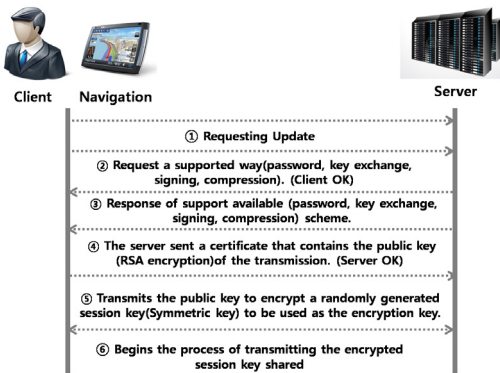 Client Navigation Server
① Requesting Update
② Request a supported way(password, key exchange,
signing, compression). (Client OK)
③ Response of support available (password, key exchange,
signing, compression) scheme.
④ The server sent a certificate that contains the public key
(RSA encryption)of the transmission. (Server OK)
⑤ Transmits the public key to encrypt a randomly generated
session key(Symmetric key) to be used as the encryption key.
⑥ Begins the process of transmitting the encrypted
session key shared